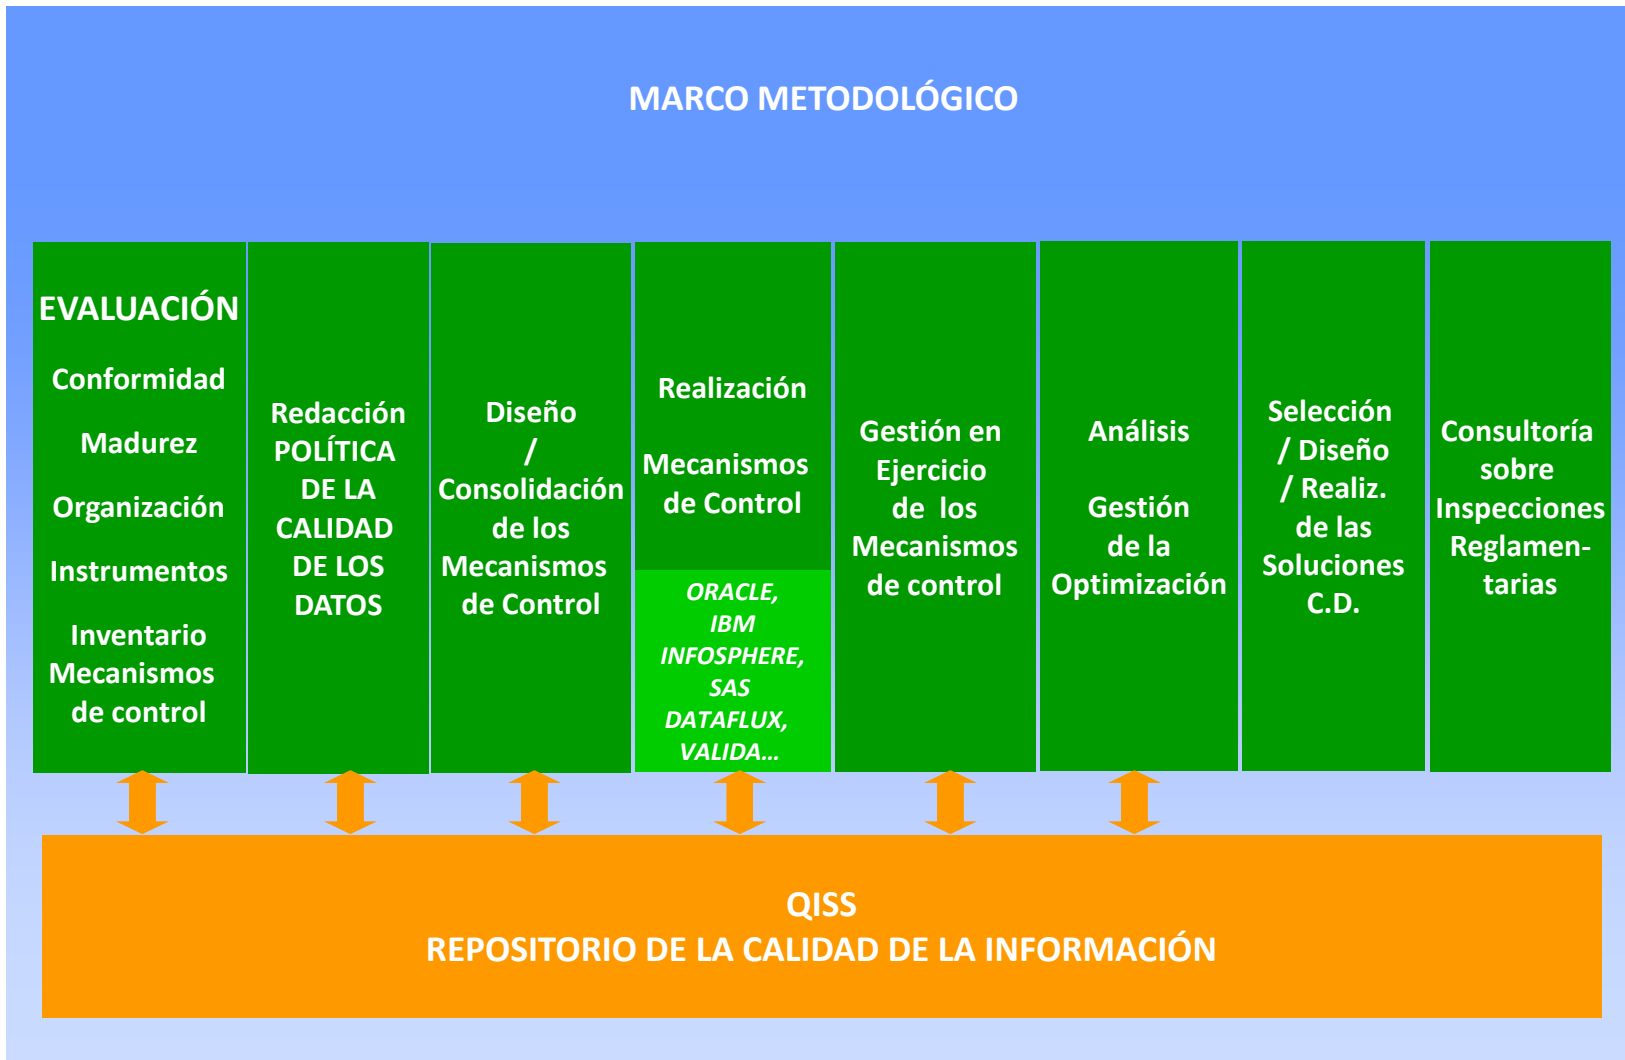 MARCO METODOLÓGICO
EVALUACIÓN
Conformidad
Madurez
Organización
Instrumentos
Inventario
Mecanismos
de control
Redacción
POLÍTICA
DE LA
CALIDAD
DE LOS
DATOS
Diseño
/
Consolidación
de los
Mecanismos
de Control
Realización
Mecanismos
de Control
ORACLE,
IBM
INFOSPHERE,
SAS
DATAFLUX,
VALIDA...
Gestión en
Ejercicio
de los
Mecanismos
de control
Análisis
Gestión
de la
Optimización
Selección
/ Diseño
/ Realiz.
de las
Soluciones
C.D.
Consultoría
sobre
Inspecciones
Reglamen-
tarias
QISS
REPOSITORIO DE LA CALIDAD DE LA INFORMACIÓN